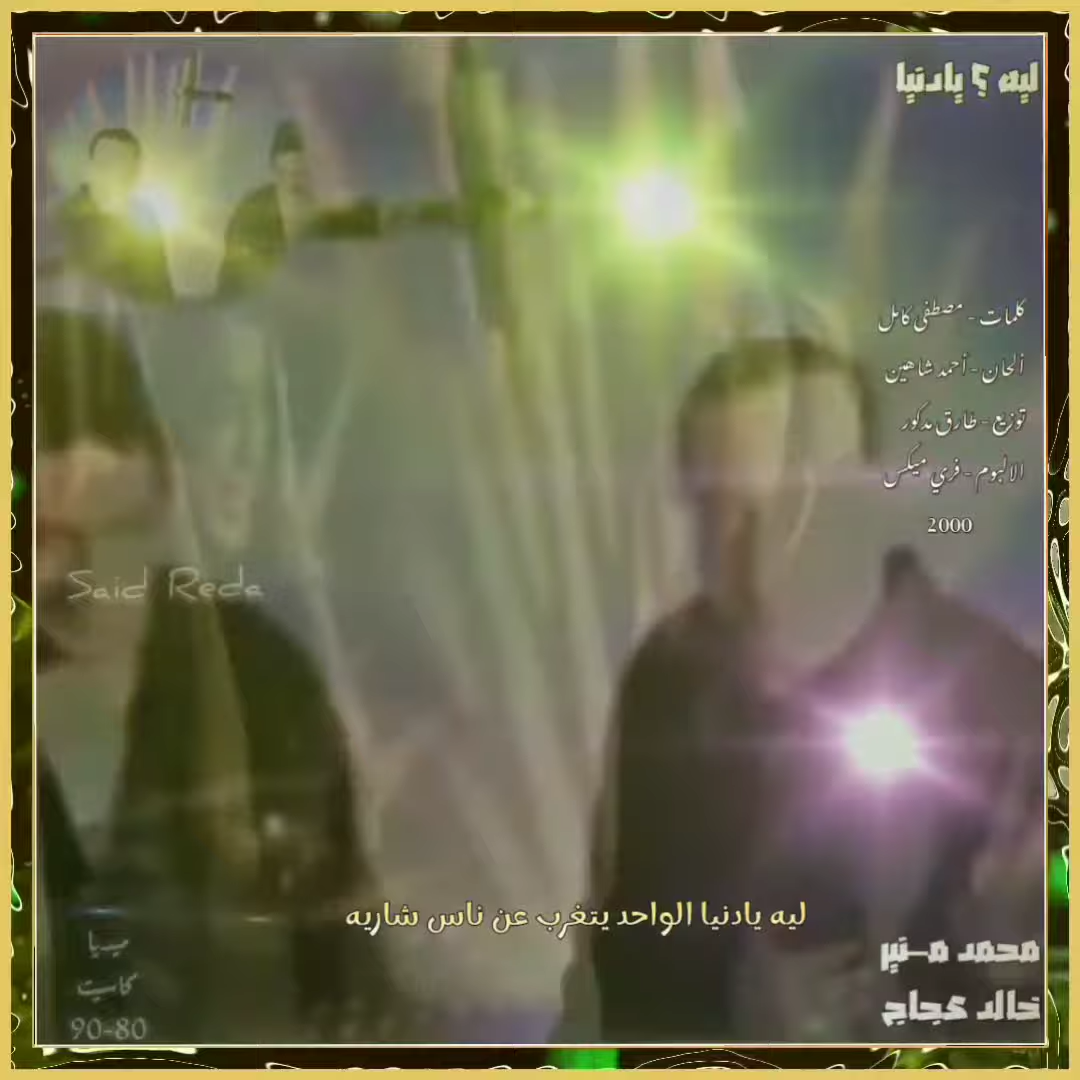 ليه ؟ يادنيا
كلمات - مصطفى كامل
ألحان - أحمد شاهين
توزيع - طارق مدكور
الالبوم - فري ميكس
2000
Said Reda
ليه يادنيا الواحد يتغرب عن ناس شاريه
ميديا
كاسيت
90-80
محمد منير
خالد عجاج